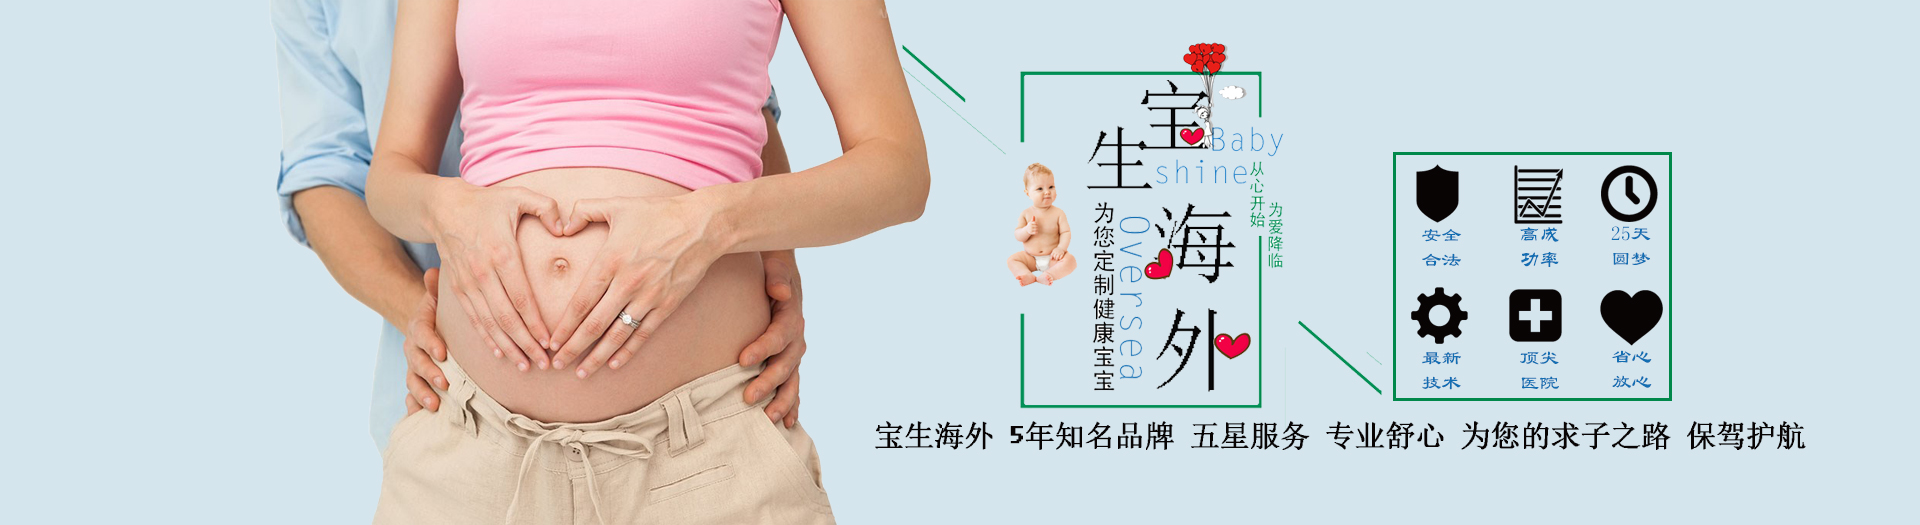 宝生海外
Baby
shine
Oversea
从心开始
为爱降临
为您定制健康宝宝
安全
合法
高成
功率
25天
圆梦
最新
技术
顶尖
医院
省心
放心
宝生海外 5年知名品牌 五星服务 专业舒心 为您的求子之路 保驾护航